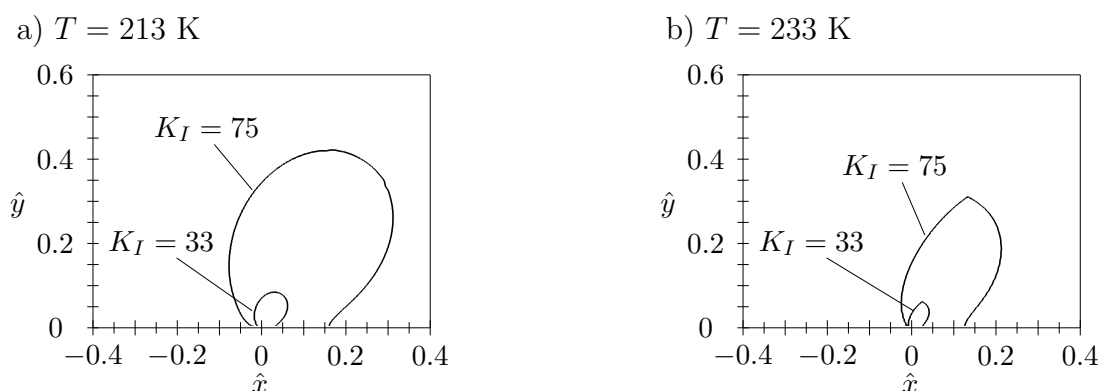 a) T = 213 K
0.6
0.4
0.2
0
ŷ
K_I = 75
K_I = 33
−0.4 −0.2 0 0.2 0.4
x̂
b) T = 233 K
0.6
0.4
0.2
0
ŷ
K_I = 75
K_I = 33
−0.4 −0.2 0 0.2 0.4
x̂